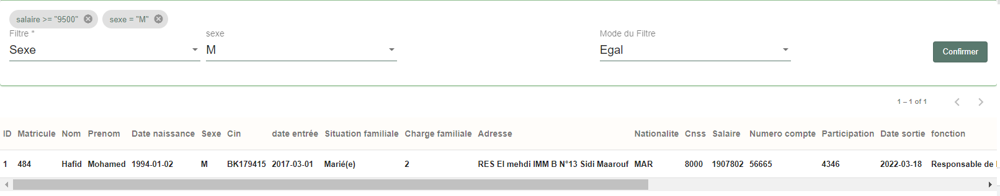 salaire >= "9500" sexe = "M"
Filtre * sexe Mode du Filtre
Sexe M Egal Confirmer
1 – 1 of 1
ID Matricule Nom Prenom Date naissance Sexe Cin date entrée Situation familiale Charge familiale Adresse Nationalite Cnss Salaire Numero compte Participation Date sortie fonction
1 484 Hafid Mohamed 1994-01-02 M BK179415 2017-03-01 Marié(e) 2 RES El mehdi IMM B N°13 Sidi Maarouf MAR 8000 1907802 56665 4346 2022-03-18 Responsable de